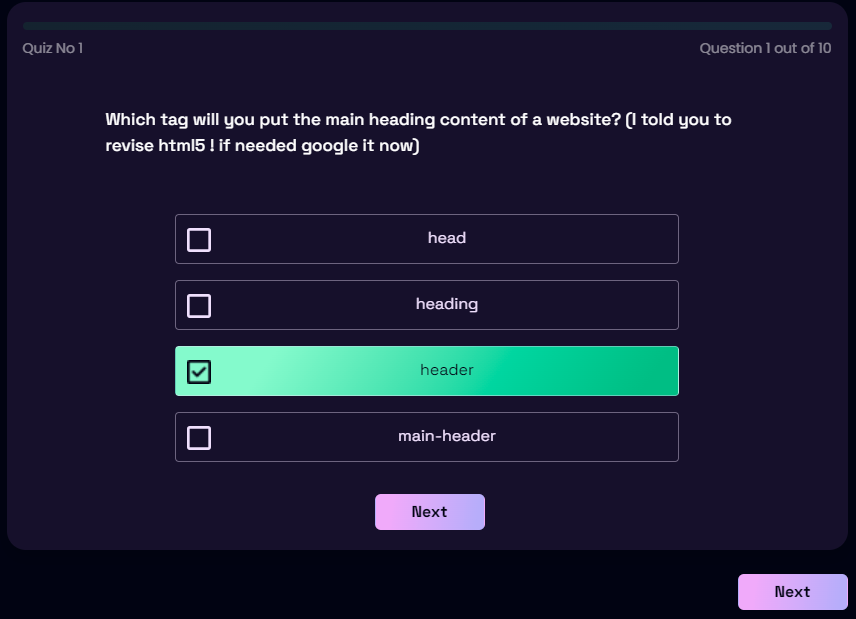 Quiz No 1
Question 1 out of 10
Which tag will you put the main heading content of a website? (I told you to
revise html5 ! if needed google it now)
head
heading
header
main-header
Next
Next